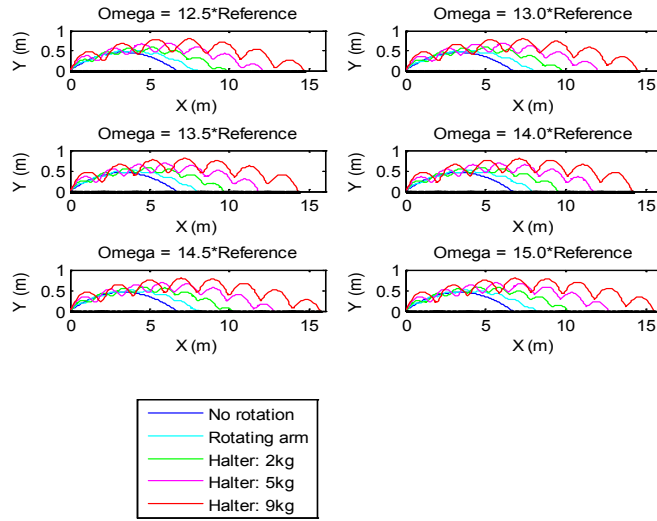 Omega = 12.5*Reference
Omega = 13.0*Reference
Y (m)
1
0.5
0
0
5
10
15
X (m)
Y (m)
1
0.5
0
0
5
10
15
X (m)
Omega = 13.5*Reference
Omega = 14.0*Reference
Y (m)
1
0.5
0
0
5
10
15
X (m)
Y (m)
1
0.5
0
0
5
10
15
X (m)
Omega = 14.5*Reference
Omega = 15.0*Reference
Y (m)
1
0.5
0
0
5
10
15
X (m)
Y (m)
1
0.5
0
0
5
10
15
X (m)
No rotation
Rotating arm
Halter: 2kg
Halter: 5kg
Halter: 9kg